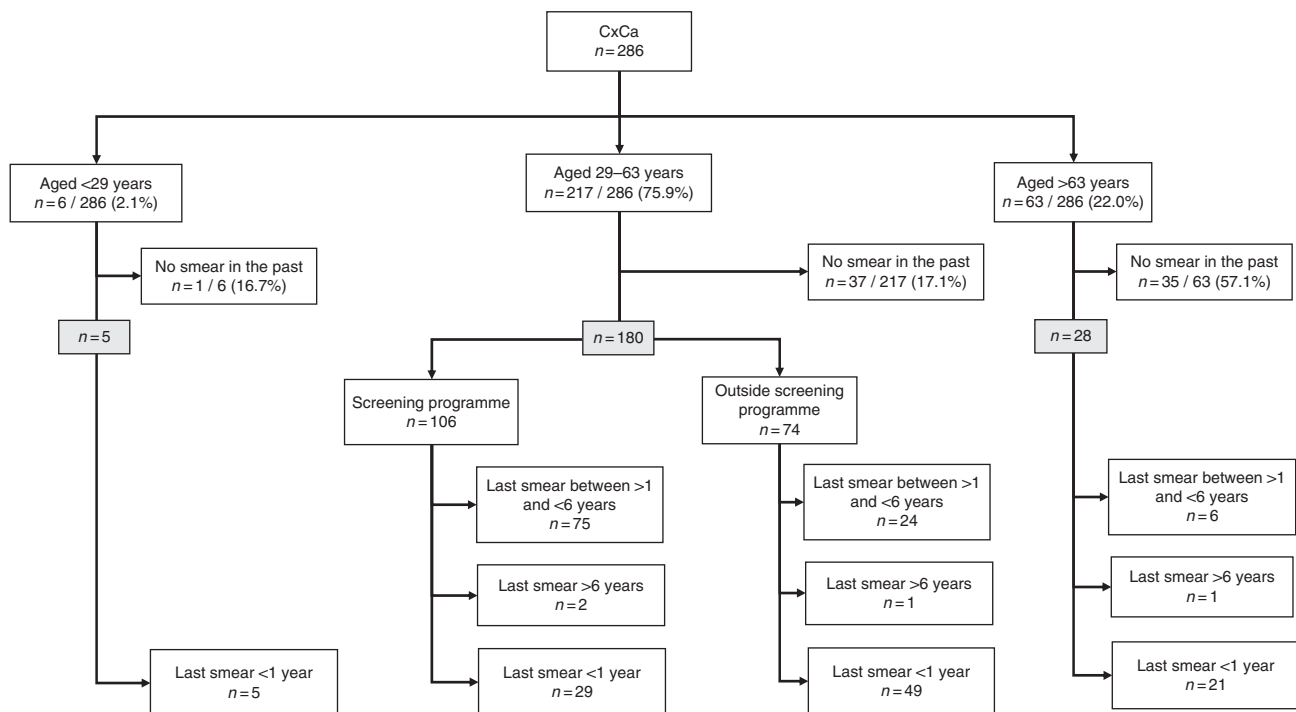 CxCa
n=286
Aged <29 years
n=6 / 286 (2.1%)
Aged 29–63 years
n=217 / 286 (75.9%)
Aged >63 years
n=63 / 286 (22.0%)
No smear in the past
n=1 / 6 (16.7%)
No smear in the past
n=37 / 217 (17.1%)
No smear in the past
n=35 / 63 (57.1%)
n=5
n=180
n=28
Screening programme
n=106
Outside screening
programme
n=74
Last smear between >1
and <6 years
n=75
Last smear between >1
and <6 years
n=24
Last smear between >1
and <6 years
n=6
Last smear >6 years
n=2
Last smear >6 years
n=1
Last smear >6 years
n=1
Last smear <1 year
n=5
Last smear <1 year
n=29
Last smear <1 year
n=49
Last smear <1 year
n=21